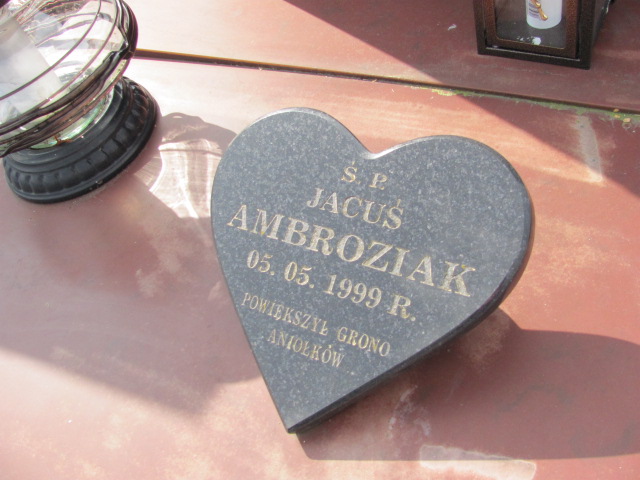 Ś. P.
JACUŚ
AMBROZIAK
05. 05. 1999 R.
POWIĘKSZYŁ GRONO
ANIOŁKÓW